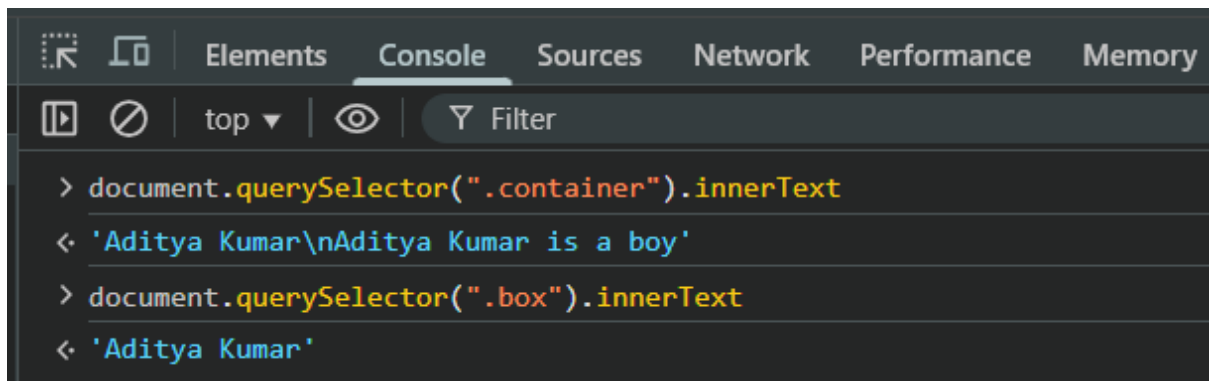 Elements Console Sources Network Performance Memory
top Filter
> document.querySelector(".container").innerText
'Aditya Kumar\nAditya Kumar is a boy'
> document.querySelector(".box").innerText
'Aditya Kumar'